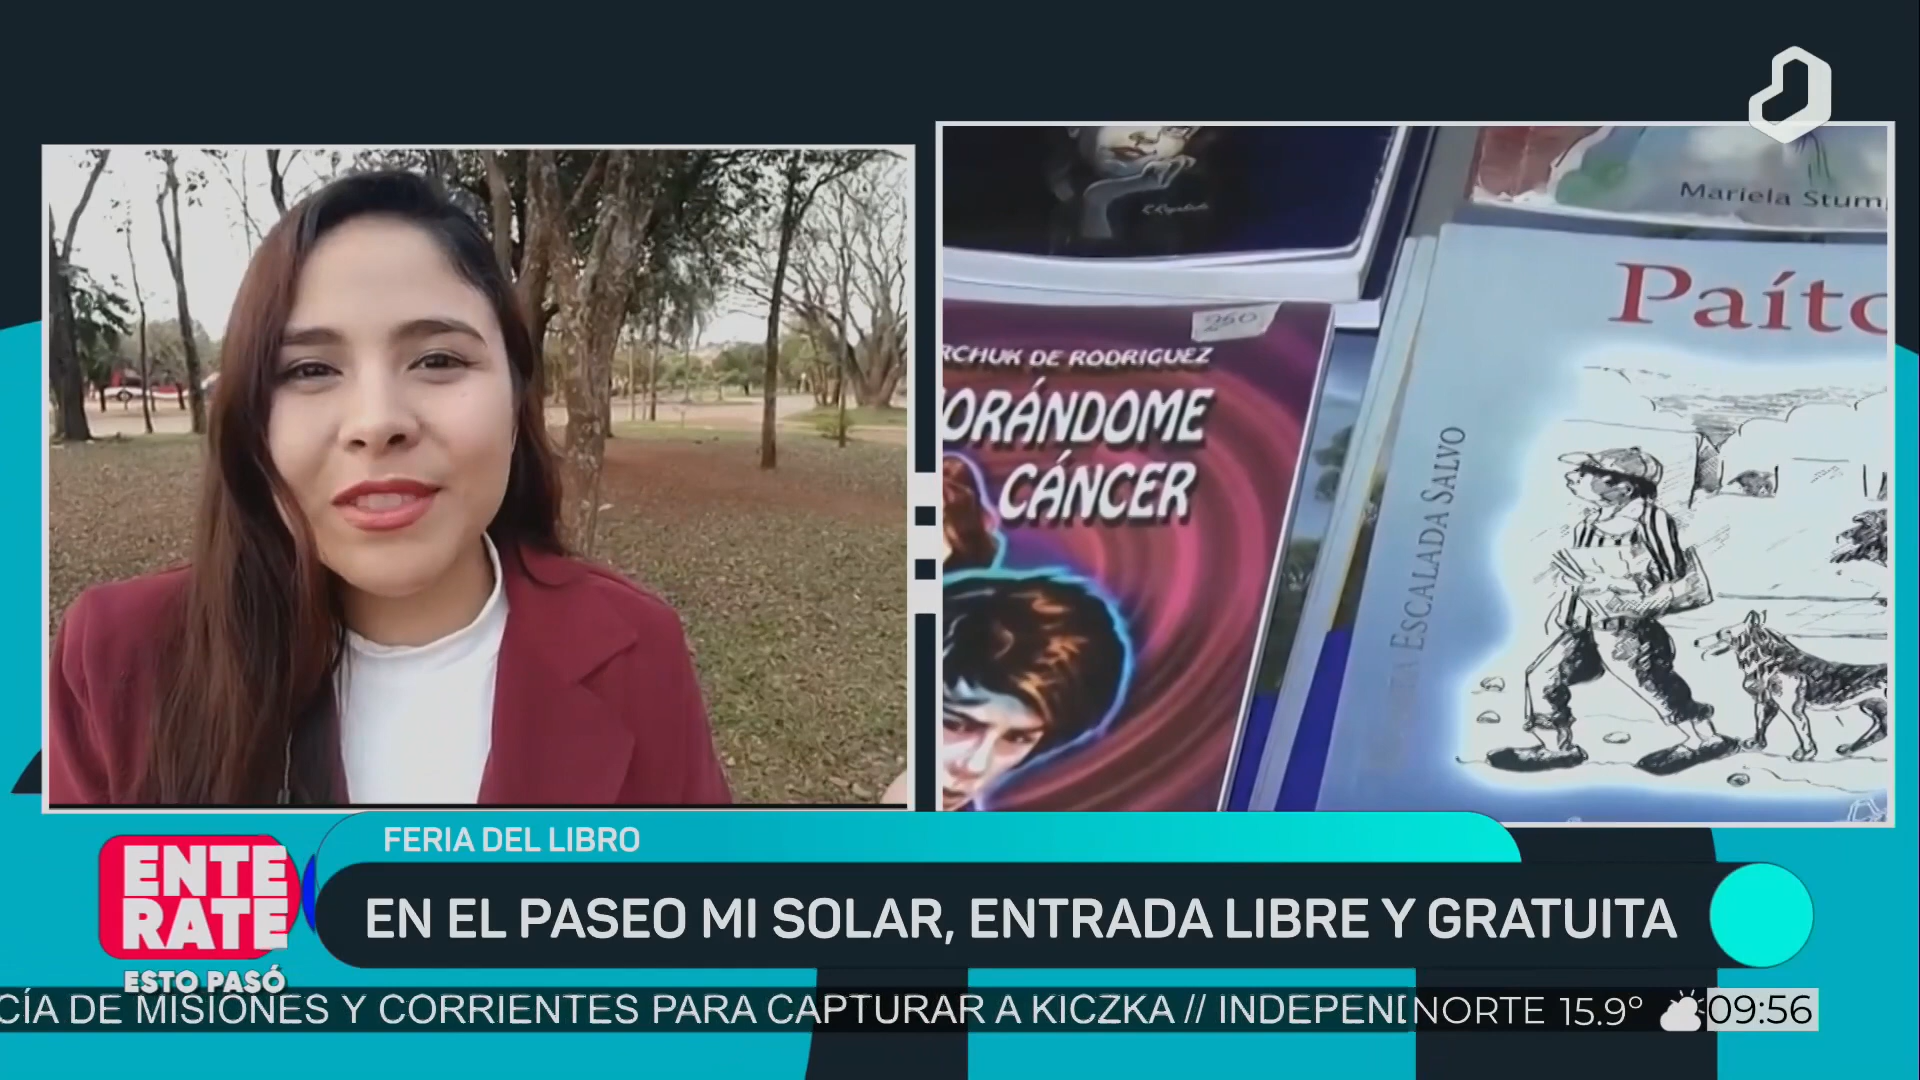 Mariela Stum
Paíto
250
RCHUK DE RODRIGUEZ
ORÁNDOME
CÁNCER
ESCALADA SALVO
FERIA DEL LIBRO
ENTE
RATE
ESTO PASÓ
EN EL PASEO MI SOLAR, ENTRADA LIBRE Y GRATUITA
CÍA DE MISIONES Y CORRIENTES PARA CAPTURAR A KICZKA // INDEPEN
NORTE 15.9° 09:56